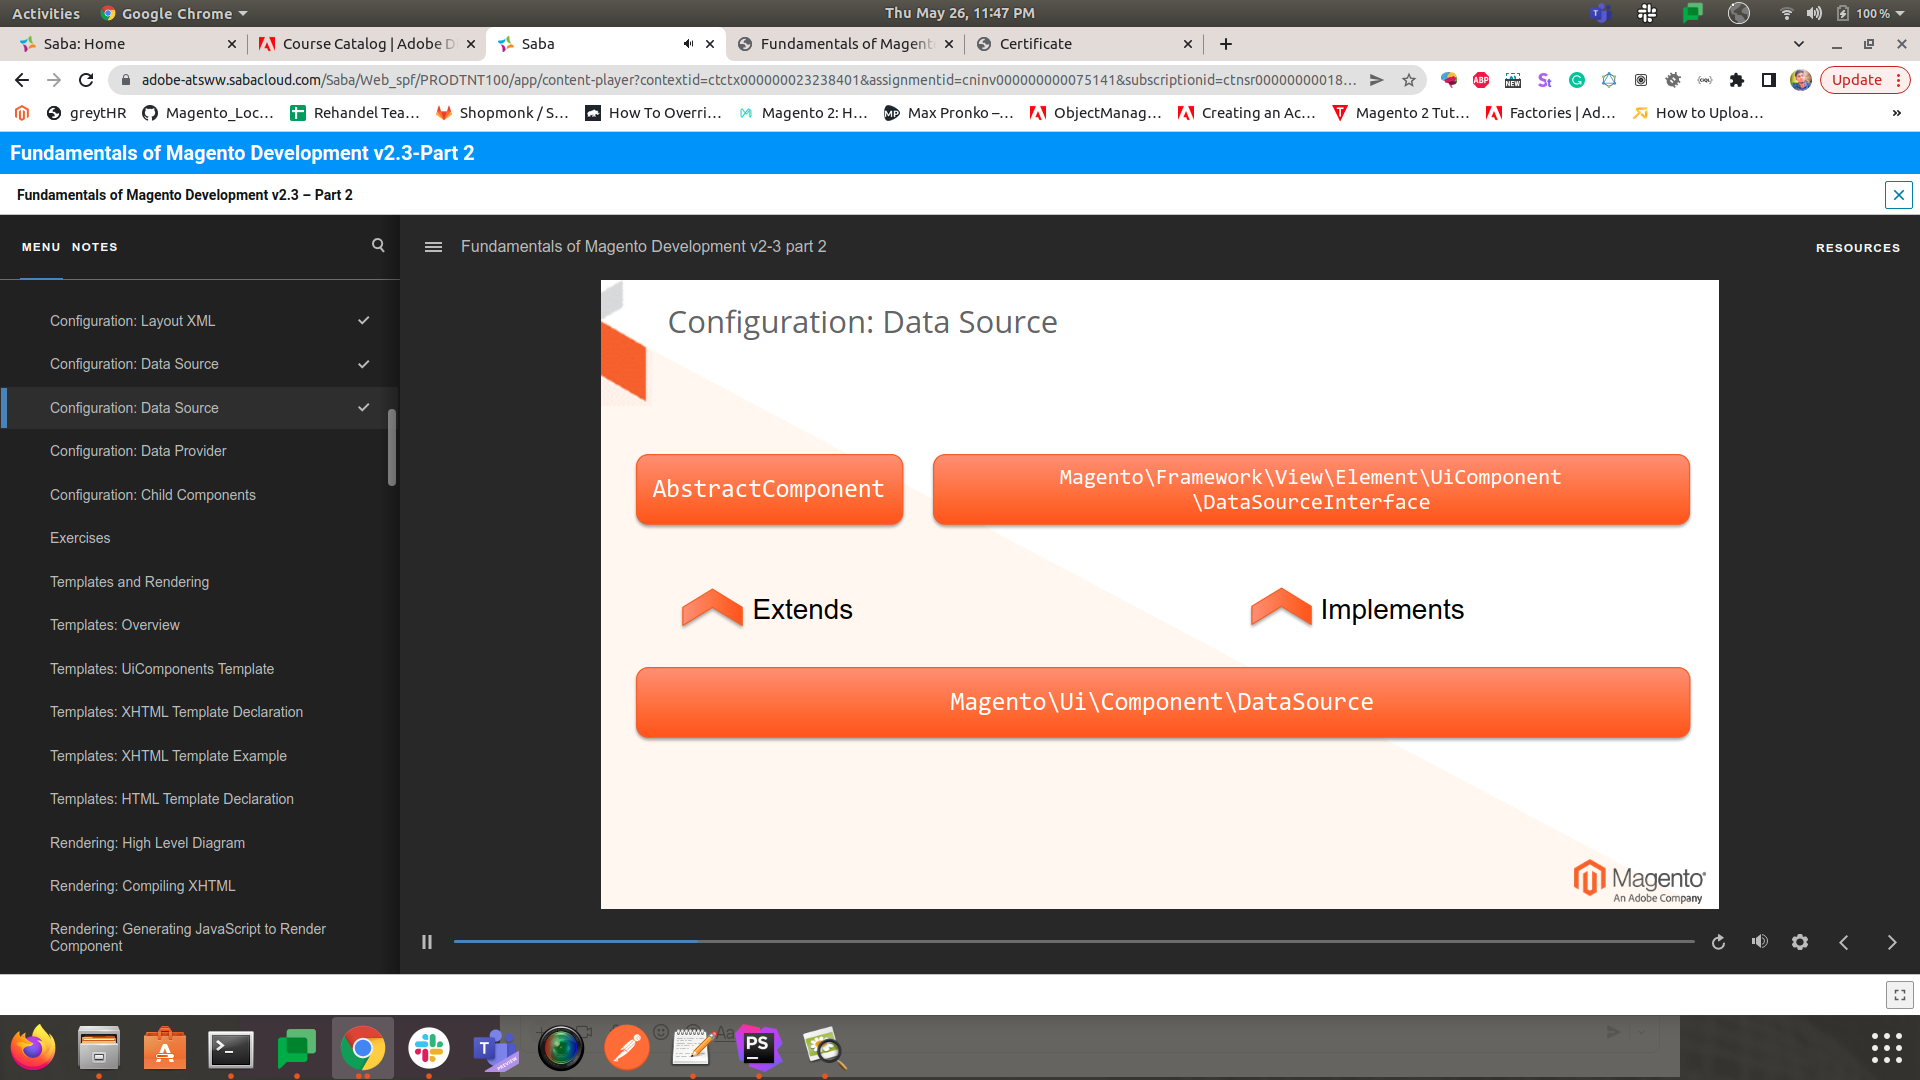 Activities Google Chrome Thu May 26, 11:47 PM 100 %
Saba: Home Course Catalog | Adobe D Saba Fundamentals of Magent Certificate
adobe-atsww.sabacloud.com/Saba/Web_spf/PRODTNT100/app/content-player?contextid=ctctx000000023238401&assignmentid=cninv000000000075141&subscriptionid=ctnsr00000000018... ABP NEW St Update
greytHR Magento_Loc... Rehandel Tea... Shopmonk / S... How To Overri... Magento 2: H... Max Pronko –... ObjectManag... Creating an Ac... Magento 2 Tut... Factories | Ad... How to Uploa... »
Fundamentals of Magento Development v2.3-Part 2
Fundamentals of Magento Development v2.3 – Part 2
MENU NOTES
Fundamentals of Magento Development v2-3 part 2
RESOURCES
Configuration: Layout XML
Configuration: Data Source
Configuration: Data Source
Configuration: Data Provider
Configuration: Child Components
Exercises
Templates and Rendering
Templates: Overview
Templates: UiComponents Template
Templates: XHTML Template Declaration
Templates: XHTML Template Example
Templates: HTML Template Declaration
Rendering: High Level Diagram
Rendering: Compiling XHTML
Rendering: Generating JavaScript to Render
Component
Configuration: Data Source
AbstractComponent
Magento\Framework\View\Element\UiComponent
\DataSourceInterface
Extends
Implements
Magento\Ui\Component\DataSource
Magento
An Adobe Company
T
PREVIEW
Aa
PS